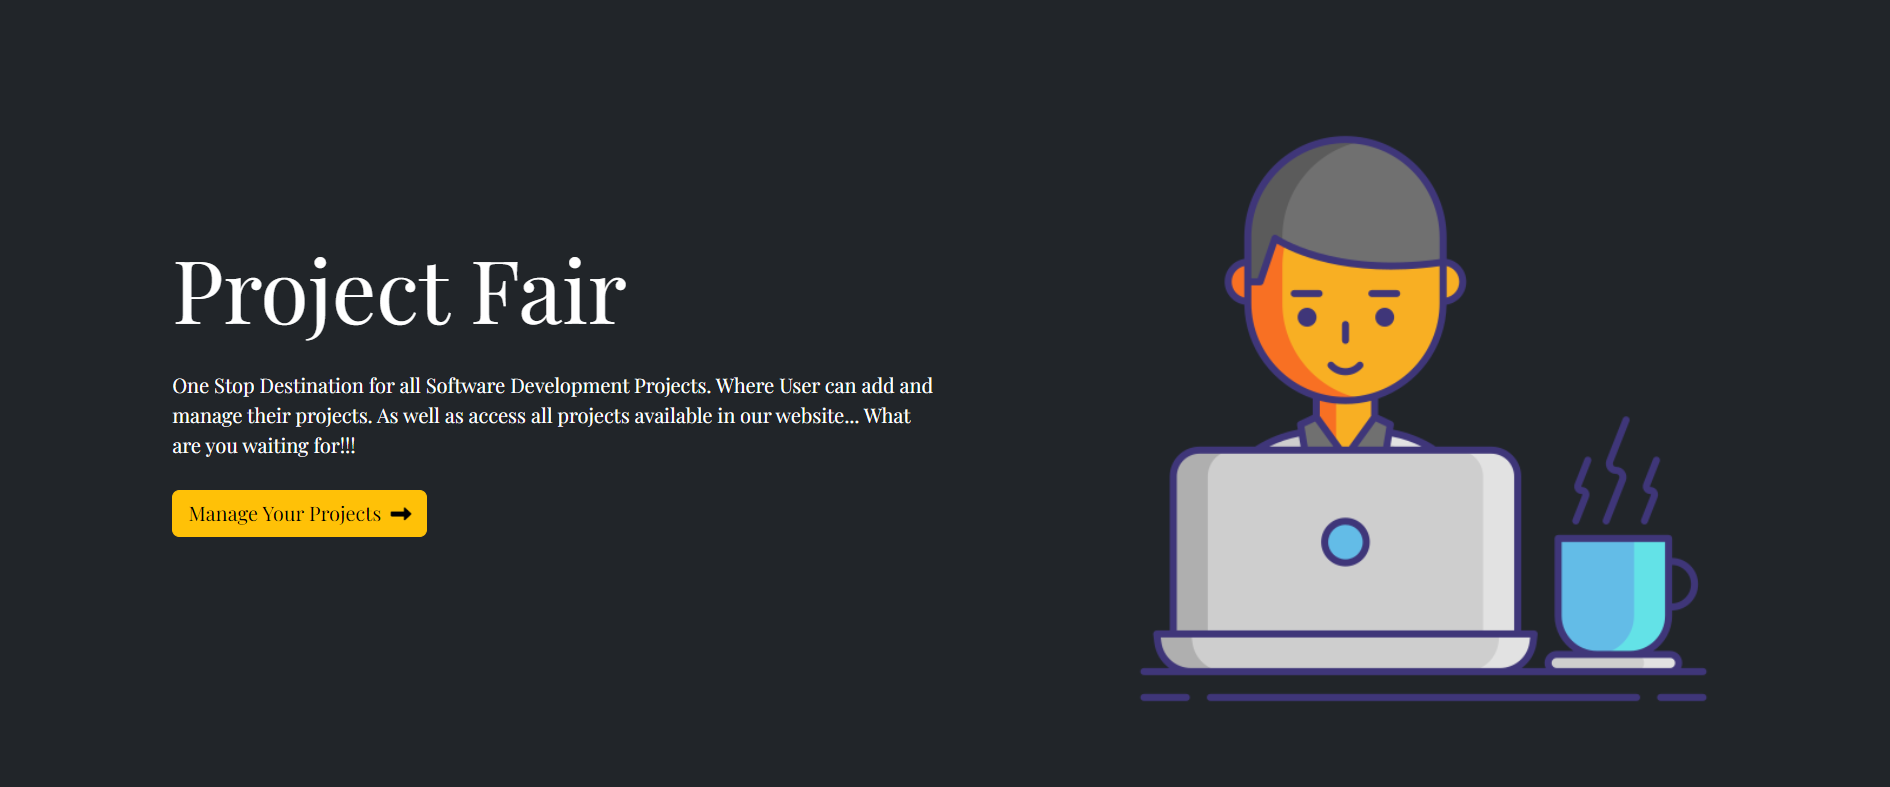 Project Fair
One Stop Destination for all Software Development Projects. Where User can add and
manage their projects. As well as access all projects available in our website... What
are you waiting for!!!
Manage Your Projects